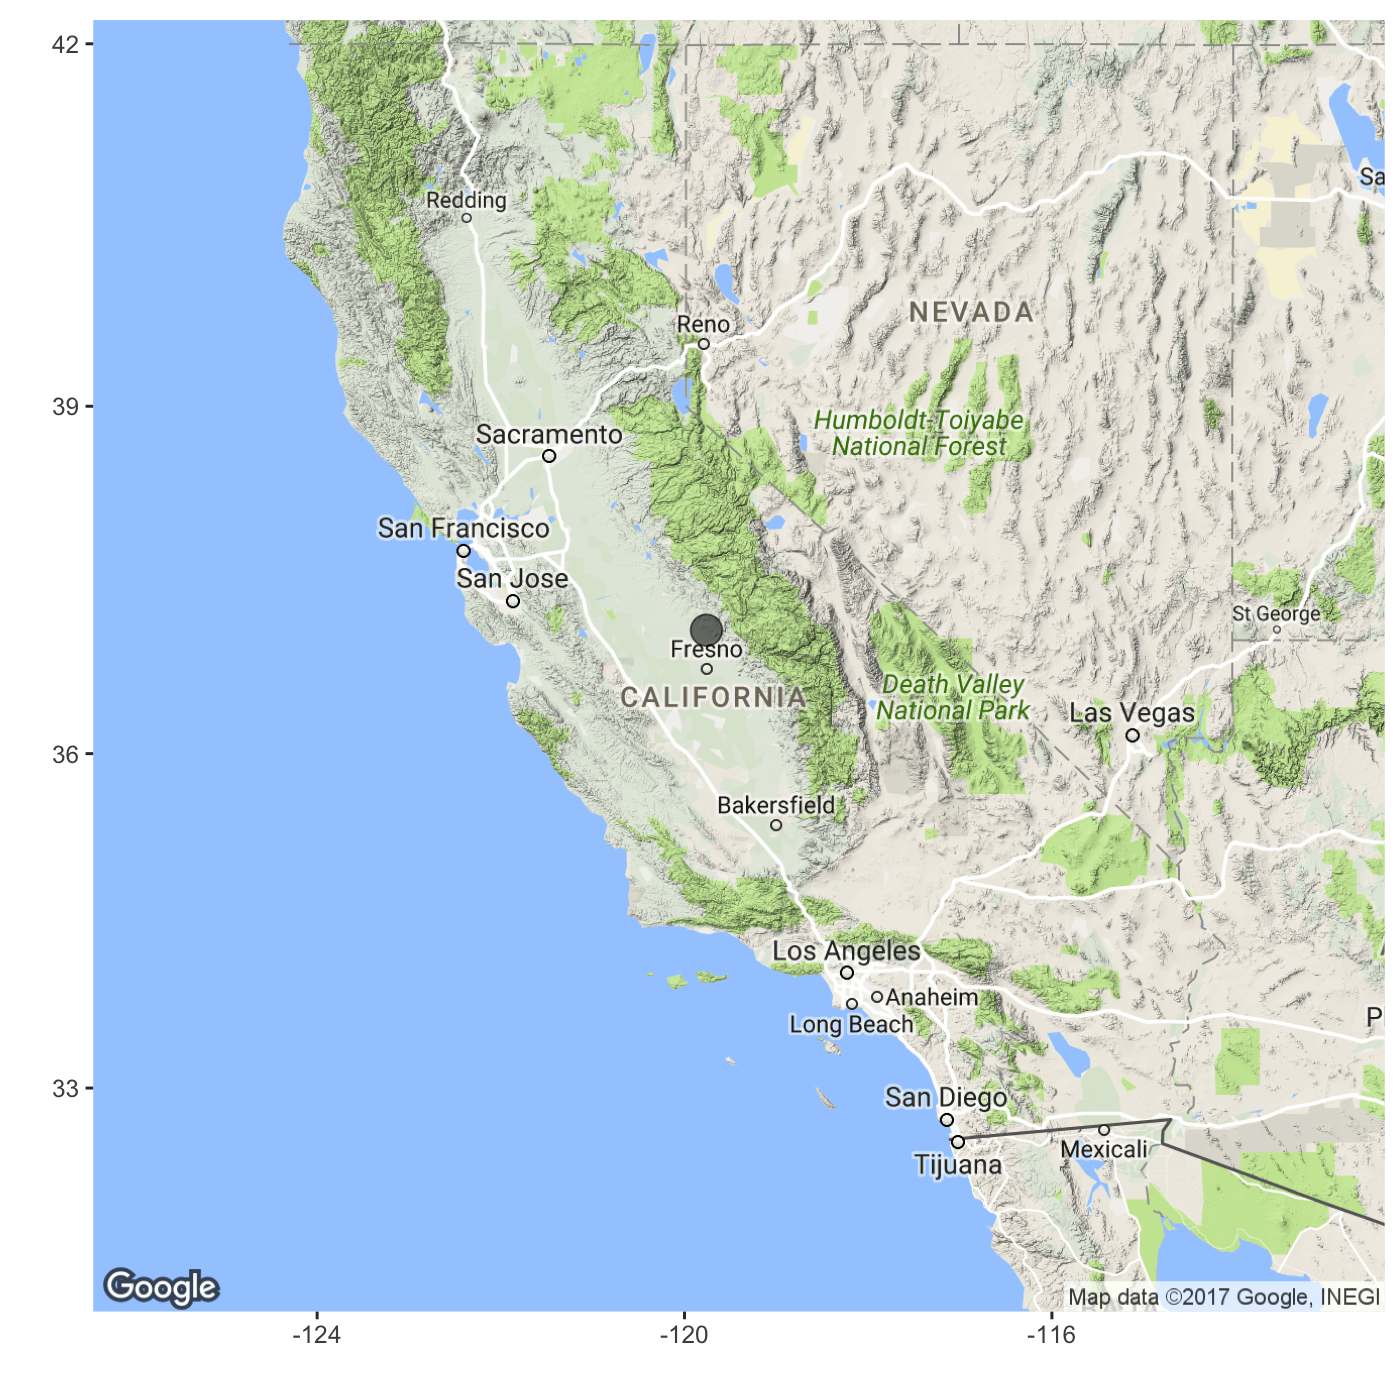 42
Redding
Sa
Reno
NEVADA
39
Humboldt-Toiyabe
National Forest
Sacramento
San Francisco
San Jose
St George
Fresno
Death Valley
National Park
CALIFORNIA
Las Vegas
36
Bakersfield
Los Angeles
Anaheim
Long Beach
33
San Diego
Mexicali
Tijuana
Google
Map data ©2017 Google, INEGI
-124
-120
-116